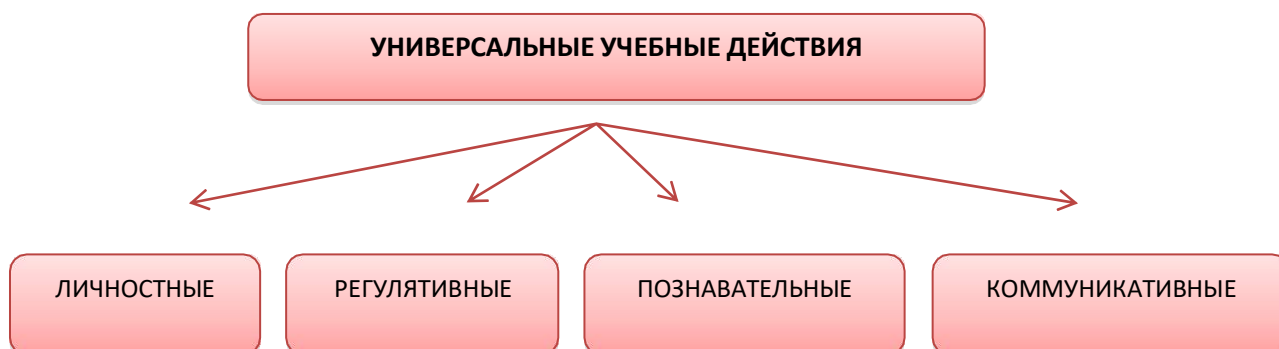 УНИВЕРСАЛЬНЫЕ УЧЕБНЫЕ ДЕЙСТВИЯ
ЛИЧНОСТНЫЕ
РЕГУЛЯТИВНЫЕ
ПОЗНАВАТЕЛЬНЫЕ
КОММУНИКАТИВНЫЕ